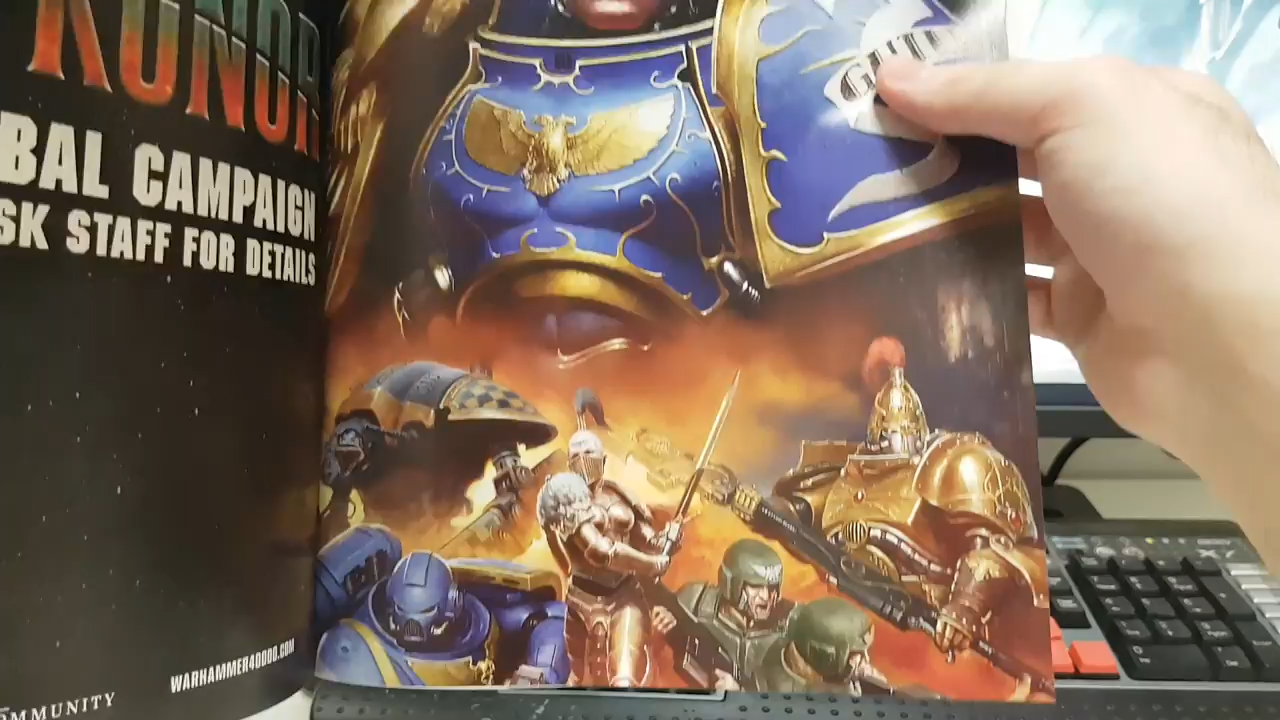 KONOR
BAL CAMPAIGN
SK STAFF FOR DETAILS
WARHAMMER40000.COM
MMUNITY